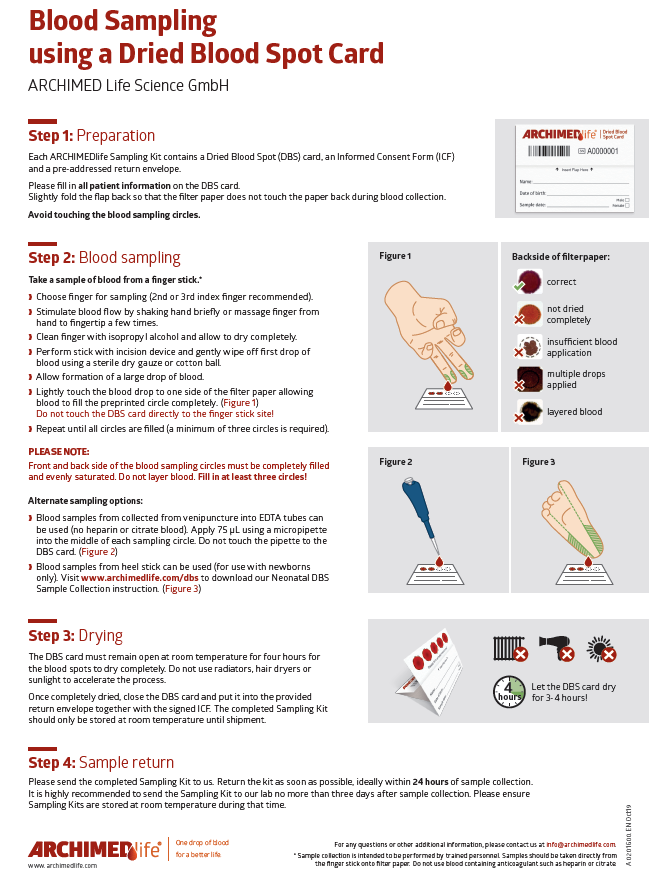 Blood Sampling
using a Dried Blood Spot Card
ARCHIMED Life Science GmbH
Step 1: Preparation
Each ARCHIMEDlife Sampling Kit contains a Dried Blood Spot (DBS) card, an Informed Consent Form (ICF)
and a pre-addressed return envelope.
Please fill in all patient information on the DBS card.
Slightly fold the flap back so that the filter paper does not touch the paper back during blood collection.
Avoid touching the blood sampling circles.
ARCHIMEDlife
Dried Blood
Spot Card
A0000001
Insert Flap Here
Name:
Date of birth:
Sample date:
Male
Female
Step 2: Blood sampling
Take a sample of blood from a finger stick.*
Choose finger for sampling (2nd or 3rd index finger recommended).
Stimulate blood flow by shaking hand briefly or massage finger from
hand to fingertip a few times.
Clean finger with isopropyl alcohol and allow to dry completely.
Perform stick with incision device and gently wipe off first drop of
blood using a sterile dry gauze or cotton ball.
Allow formation of a large drop of blood.
Lightly touch the blood drop to one side of the filter paper allowing
blood to fill the preprinted circle completely. (Figure 1)
Do not touch the DBS card directly to the finger stick site!
Repeat until all circles are filled (a minimum of three circles is required).
PLEASE NOTE:
Front and back side of the blood sampling circles must be completely filled
and evenly saturated. Do not layer blood. Fill in at least three circles!
Alternate sampling options:
Blood samples from collected from venipuncture into EDTA tubes can
be used (no heparin or citrate blood). Apply 75 µL using a micropipette
into the middle of each sampling circle. Do not touch the pipette to the
DBS card. (Figure 2)
Blood samples from heel stick can be used (for use with newborns
only). Visit www.archimedlife.com/dbs to download our Neonatal DBS
Sample Collection instruction. (Figure 3)
Figure 1
Backside of filterpaper:
correct
not dried
completely
insufficient blood
application
multiple drops
applied
layered blood
Figure 2
Figure 3
Step 3: Drying
The DBS card must remain open at room temperature for four hours for
the blood spots to dry completely. Do not use radiators, hair dryers or
sunlight to accelerate the process.
Once completely dried, close the DBS card and put it into the provided
return envelope together with the signed ICF. The completed Sampling Kit
should only be stored at room temperature until shipment.
4
hours
Let the DBS card dry
for 3-4 hours!
Step 4: Sample return
Please send the completed Sampling Kit to us. Return the kit as soon as possible, ideally within 24 hours of sample collection.
It is highly recommended to send the Sampling Kit to our lab no more than three days after sample collection. Please ensure
Sampling Kits are stored at room temperature during that time.
ARCHIMEDlife
One drop of blood
for a better life
www.archimedlife.com
For any questions or other additional information, please contact us at info@archimedlife.com.
* Sample collection is intended to be performed by trained personnel. Samples should be taken directly from
the finger stick onto filter paper. Do not use blood containing anticoagulant such as heparin or citrate